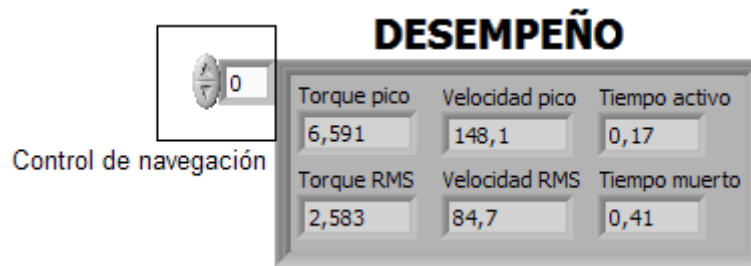 DESEMPEÑO
0
Control de navegación
Torque pico Velocidad pico Tiempo activo
6,591 148,1 0,17
Torque RMS Velocidad RMS Tiempo muerto
2,583 84,7 0,41